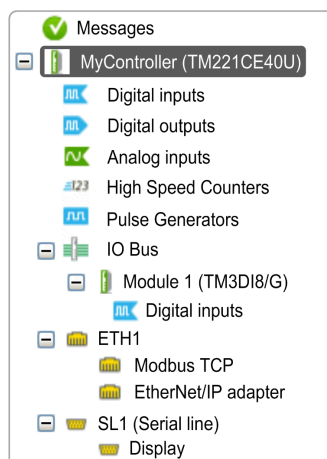 Messages
MyController (TM221CE40U)
Digital inputs
Digital outputs
Analog inputs
123 High Speed Counters
Pulse Generators
IO Bus
Module 1 (TM3DI8/G)
Digital inputs
ETH1
Modbus TCP
EtherNet/IP adapter
SL1 (Serial line)
Display